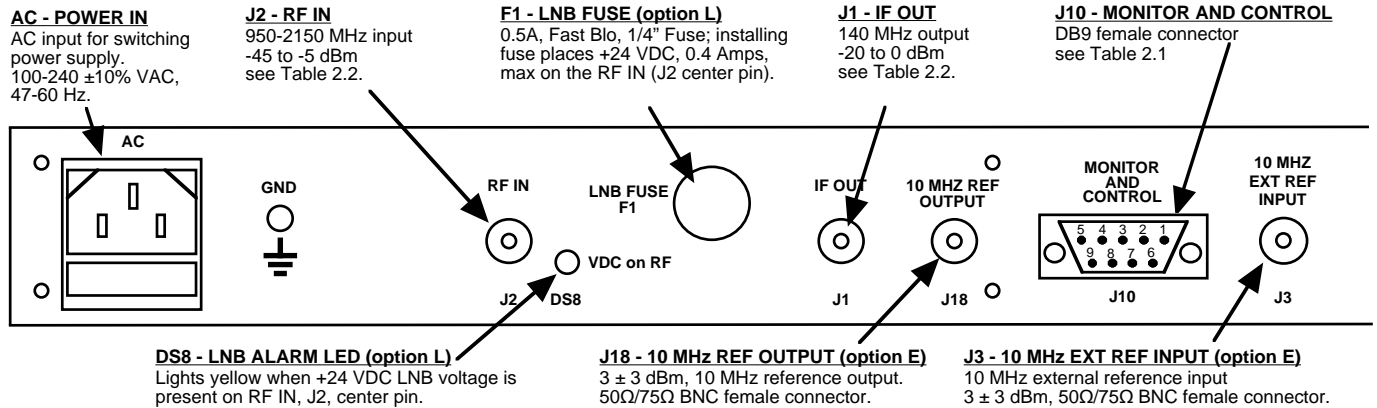 AC - POWER IN
AC input for switching
power supply.
100-240 ±10% VAC,
47-60 Hz.
J2 - RF IN
950-2150 MHz input
-45 to -5 dBm
see Table 2.2.
F1 - LNB FUSE (option L)
0.5A, Fast Blo, 1/4" Fuse; installing
fuse places +24 VDC, 0.4 Amps,
max on the RF IN (J2 center pin).
J1 - IF OUT
140 MHz output
-20 to 0 dBm
see Table 2.2.
J10 - MONITOR AND CONTROL
DB9 female connector
see Table 2.1
AC
GND
RF IN
J2
VDC on RF
DS8
LNB FUSE
F1
IF OUT
J1
10 MHZ REF
OUTPUT
J18
MONITOR
AND
CONTROL
5 4 3 2 1
9 8 7 6
J10
10 MHZ
EXT REF
INPUT
J3
DS8 - LNB ALARM LED (option L)
Lights yellow when +24 VDC LNB voltage is
present on RF IN, J2, center pin.
J18 - 10 MHz REF OUTPUT (option E)
3 ± 3 dBm, 10 MHz reference output.
50Ω/75Ω BNC female connector.
J3 - 10 MHz EXT REF INPUT (option E)
10 MHz external reference input
3 ± 3 dBm, 50Ω/75Ω BNC female connector.